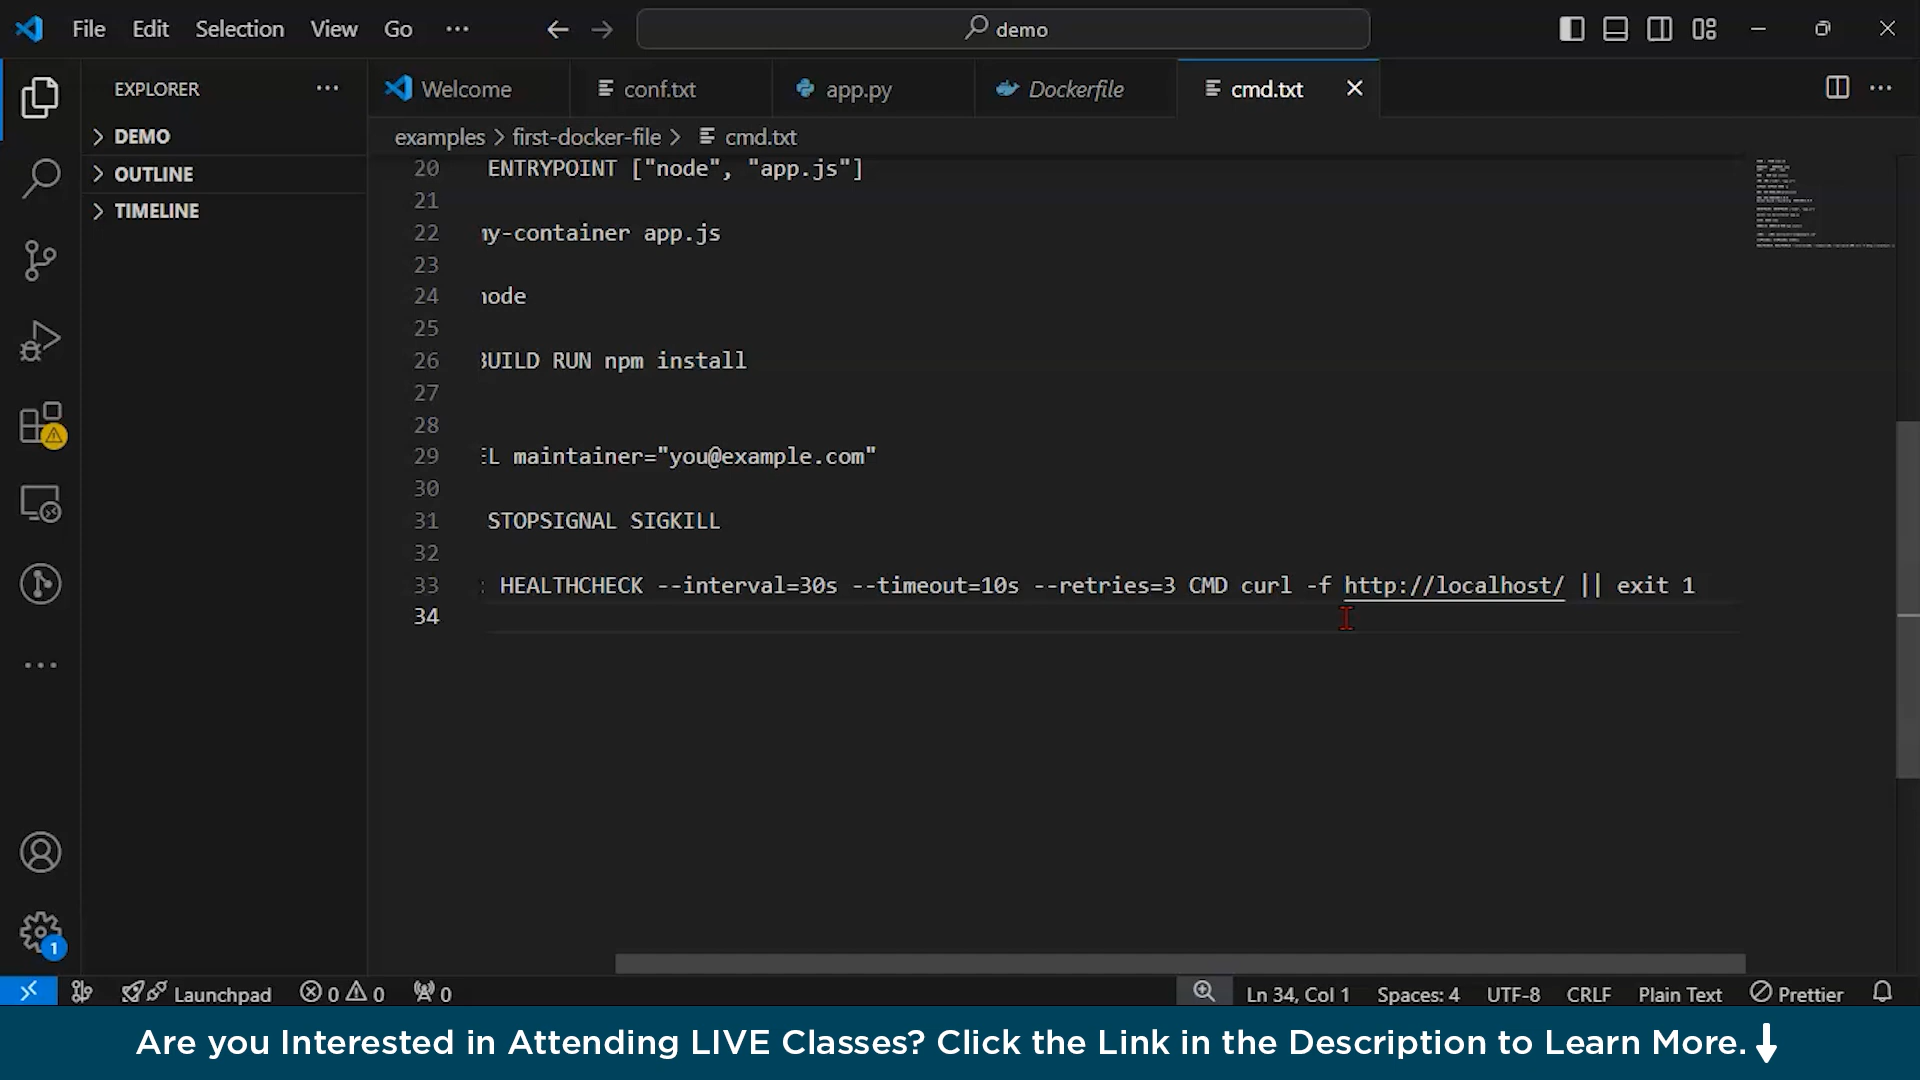 File Edit Selection View Go ··· demo
EXPLORER ···
DEMO
OUTLINE
TIMELINE
Welcome conf.txt app.py Dockerfile cmd.txt
examples > first-docker-file > cmd.txt
20 ENTRYPOINT ["node", "app.js"]
21
22 my-container app.js
23
24 node
25
26 BUILD RUN npm install
27
28
29 EL maintainer="you@example.com"
30
31 STOPSIGNAL SIGKILL
32
33 : HEALTHCHECK --interval=30s --timeout=10s --retries=3 CMD curl -f http://localhost/ || exit 1
34
1
Launchpad 0 0 0 Ln 34, Col 1 Spaces: 4 UTF-8 CRLF Plain Text Prettier
Are you Interested in Attending LIVE Classes? Click the Link in the Description to Learn More.